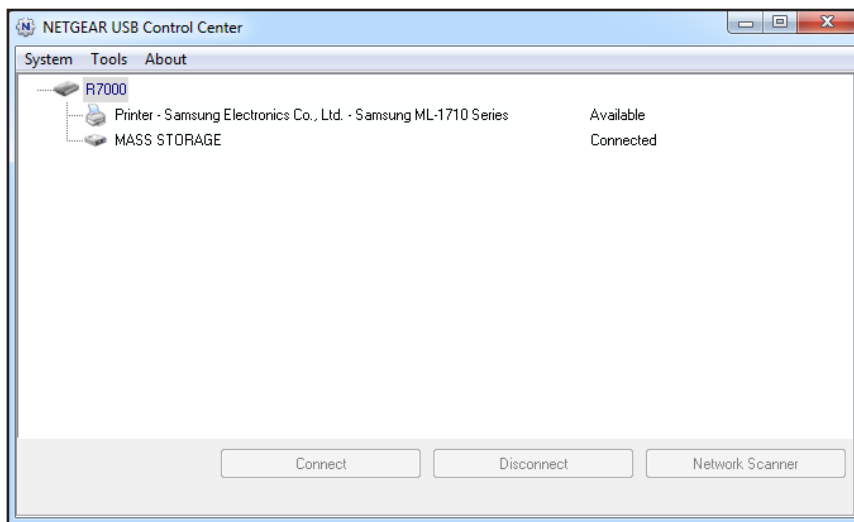 NETGEAR USB Control Center
System Tools About
R7000
Printer - Samsung Electronics Co., Ltd. - Samsung ML-1710 Series Available
MASS STORAGE Connected
Connect Disconnect Network Scanner